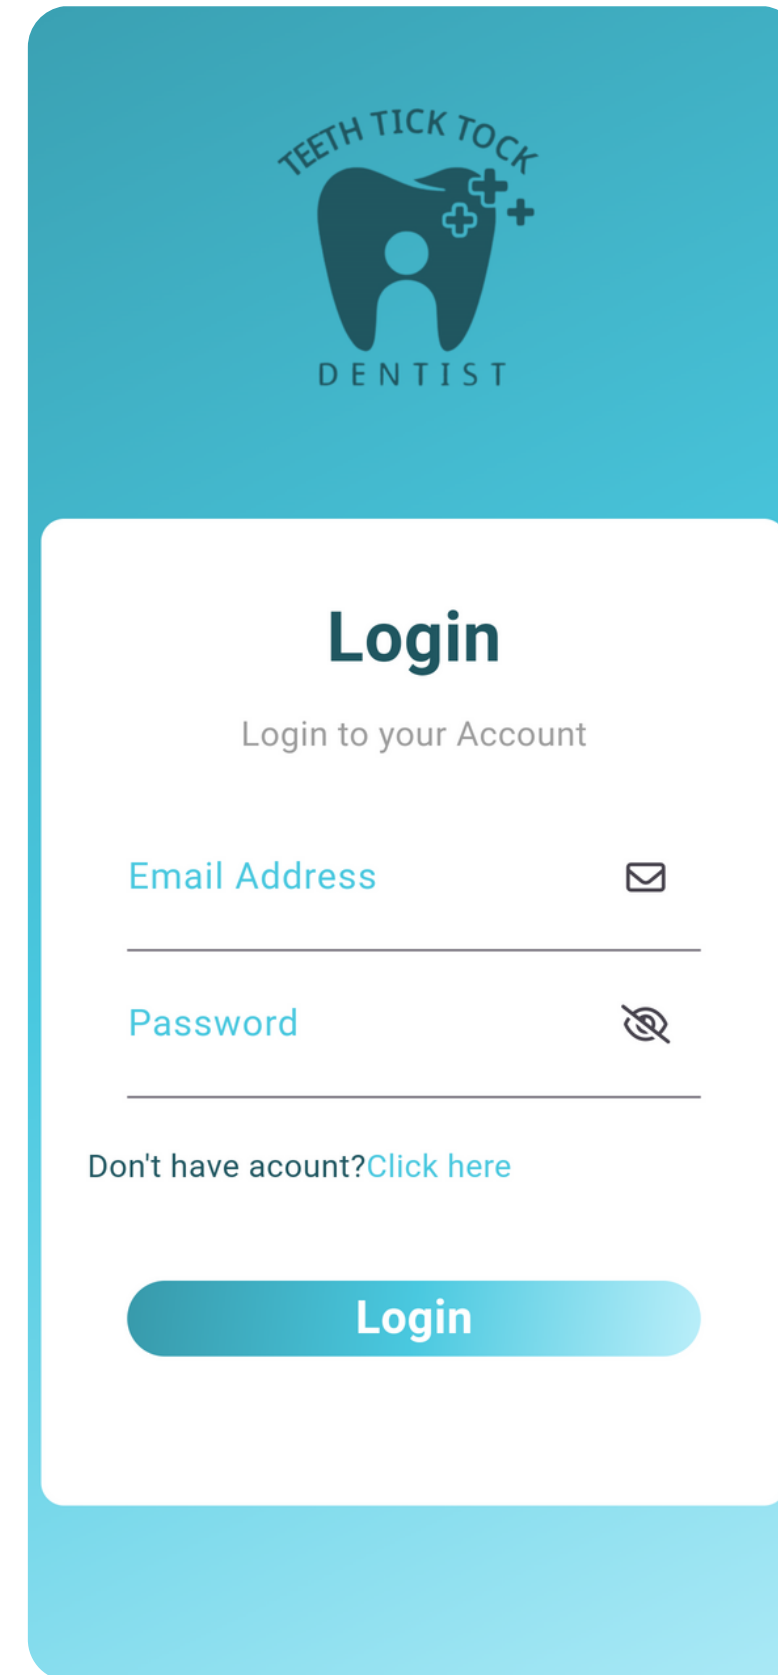 TEETH TICK TOCK
DENTIST
Login
Login to your Account
Email Address
Password
Don't have acount?Click here
Login